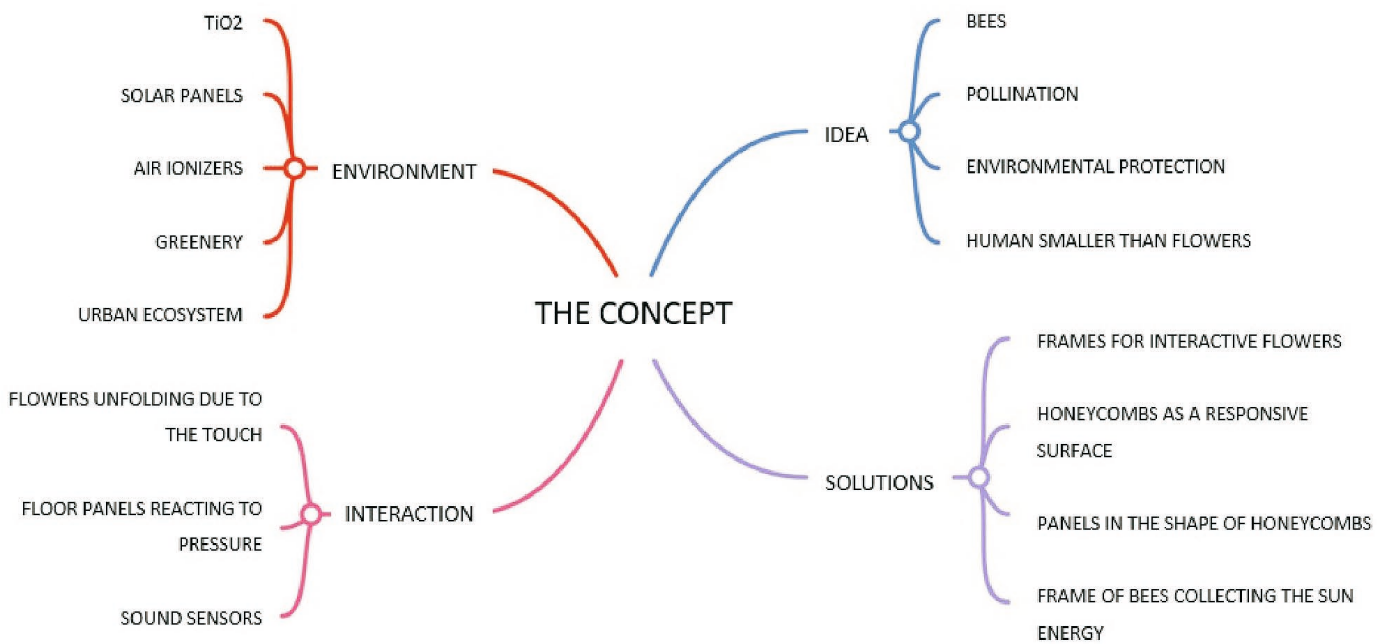 THE CONCEPT
ENVIRONMENT
TiO2
SOLAR PANELS
AIR IONIZERS
GREENERY
URBAN ECOSYSTEM
IDEA
BEES
POLLINATION
ENVIRONMENTAL PROTECTION
HUMAN SMALLER THAN FLOWERS
INTERACTION
FLOWERS UNFOLDING DUE TO
THE TOUCH
FLOOR PANELS REACTING TO
PRESSURE
SOUND SENSORS
SOLUTIONS
FRAMES FOR INTERACTIVE FLOWERS
HONEYCOMBS AS A RESPONSIVE
SURFACE
PANELS IN THE SHAPE OF HONEYCOMBS
FRAME OF BEES COLLECTING THE SUN
ENERGY